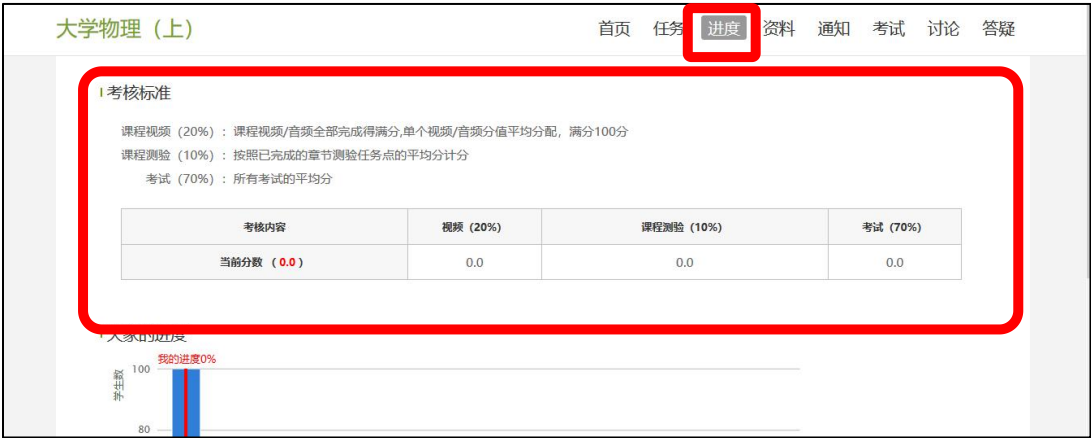 大学物理（上）
首页 任务 进度 资料 通知 考试 讨论 答疑
考核标准
课程视频（20%）：课程视频/音频全部完成得满分,单个视频/音频分值平均分配，满分100分
课程测验（10%）：按照已完成的章节测验任务点的平均分计分
考试（70%）：所有考试的平均分
考核内容 视频（20%） 课程测验（10%） 考试（70%）
当前分数 （0.0） 0.0 0.0 0.0
大家的进度
我的进度0%
学生数
100
80